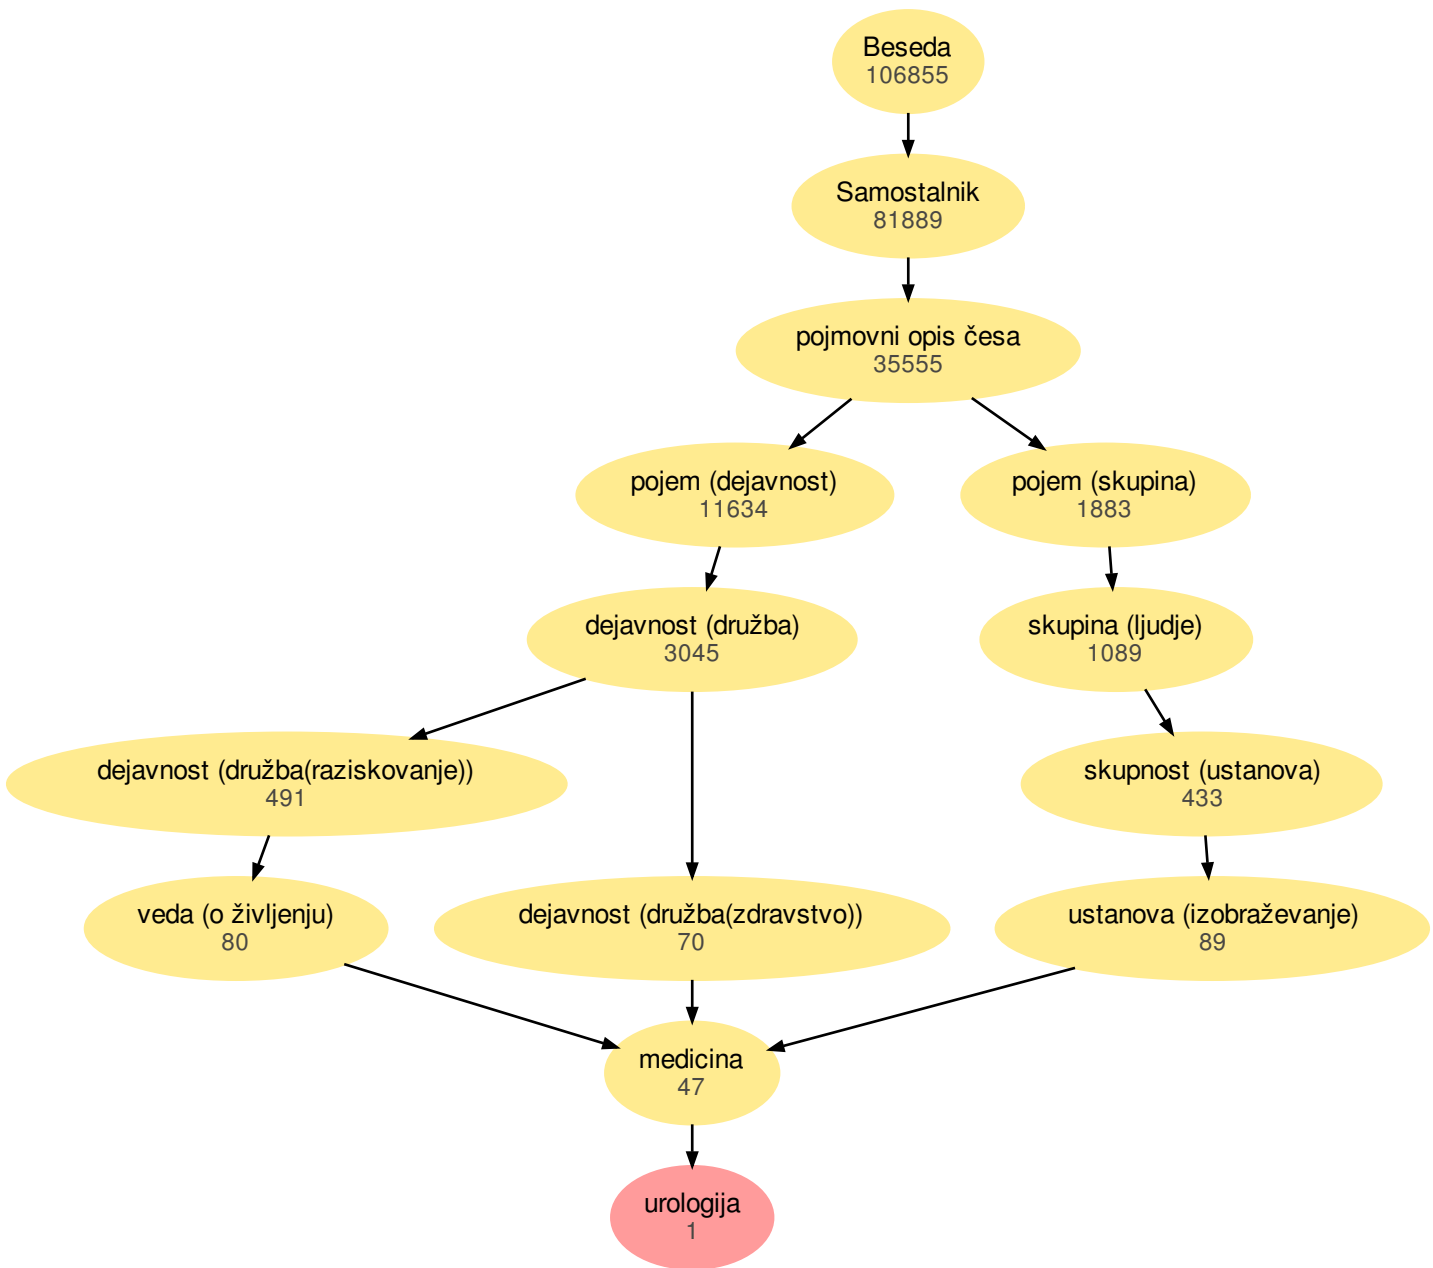 Beseda
106855
Samostalnik
81889
pojmovni opis česa
35555
pojem (dejavnost)
11634
pojem (skupina)
1883
dejavnost (družba)
3045
skupina (ljudje)
1089
dejavnost (družba(raziskovanje))
491
skupnost (ustanova)
433
veda (o življenju)
80
dejavnost (družba(zdravstvo))
70
ustanova (izobraževanje)
89
medicina
47
urologija
1